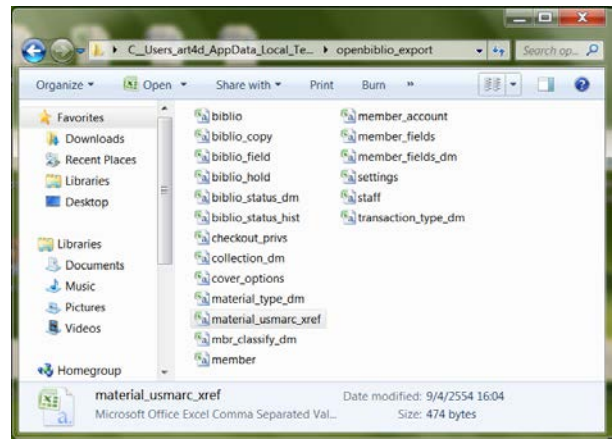 C_Users_art4d_AppData_Local_Te... openbiblio_export Search op...
Organize Open Share with Print Burn »
Favorites
Downloads
Recent Places
Libraries
Desktop
Libraries
Documents
Music
Pictures
Videos
Homegroup
biblio
biblio_copy
biblio_field
biblio_hold
biblio_status_dm
biblio_status_hist
checkout_privs
collection_dm
cover_options
material_type_dm
material_usmarc_xref
mbr_classify_dm
member
member_account
member_fields
member_fields_dm
settings
staff
transaction_type_dm
material_usmarc_xref Date modified: 9/4/2554 16:04
Microsoft Office Excel Comma Separated Val... Size: 474 bytes